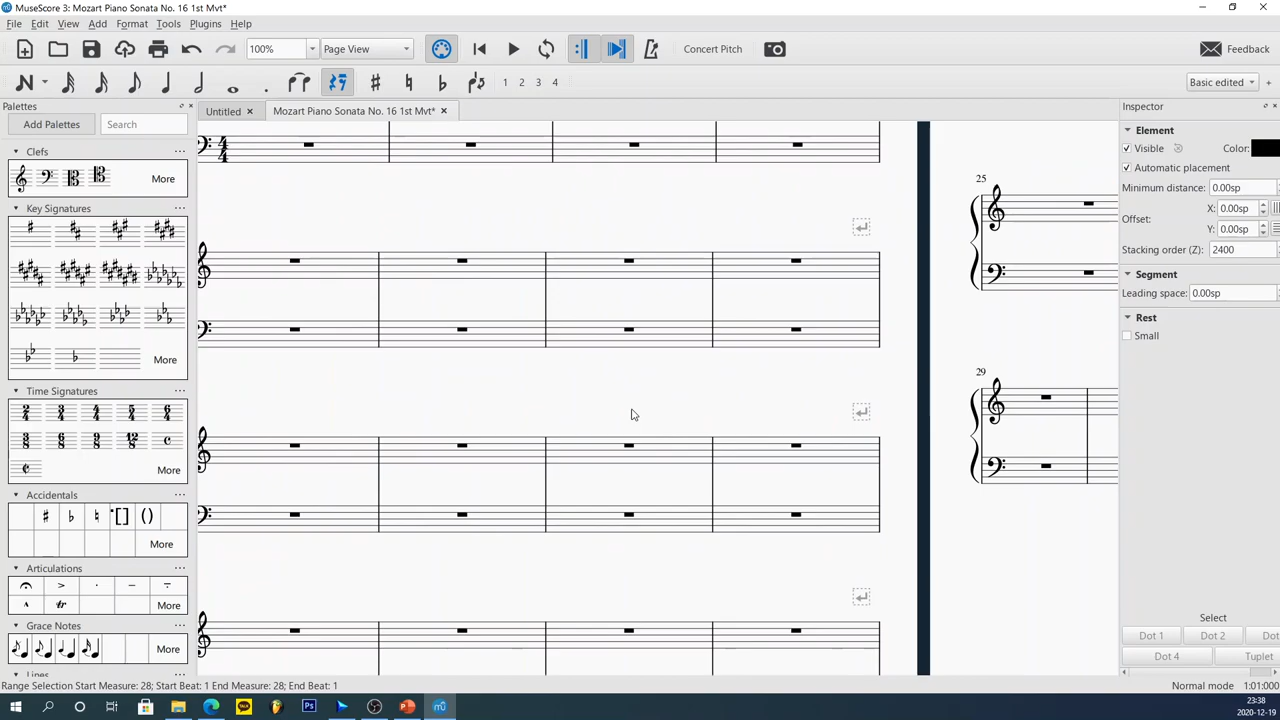 MuseScore 3: Mozart Piano Sonata No. 16 1st Mvt*
File Edit View Add Format Tools Plugins Help
100% Page View Concert Pitch Feedback
1 2 3 4 Basic edited
Palettes
Untitled Mozart Piano Sonata No. 16 1st Mvt*
Inspector
Add Palettes Search
Element
Visible Color:
Clefs
Automatic placement
More
Minimum distance: 0.00sp
25
Key Signatures
X: 0.00sp
Offset:
Y: 0.00sp
Stacking order (Z): 2400
Segment
Leading space: 0.00sp
Rest
Small
More
29
Time Signatures
More
Accidentals
More
Articulations
More
Grace Notes
Select
Dot 1 Dot 2 Dot
More
Dot 4 Tuplet
Lines
Range Selection Start Measure: 28; Start Beat: 1 End Measure: 28; End Beat: 1
Normal mode 1:01:000
TALK
Ps
23:38
2020-12-19